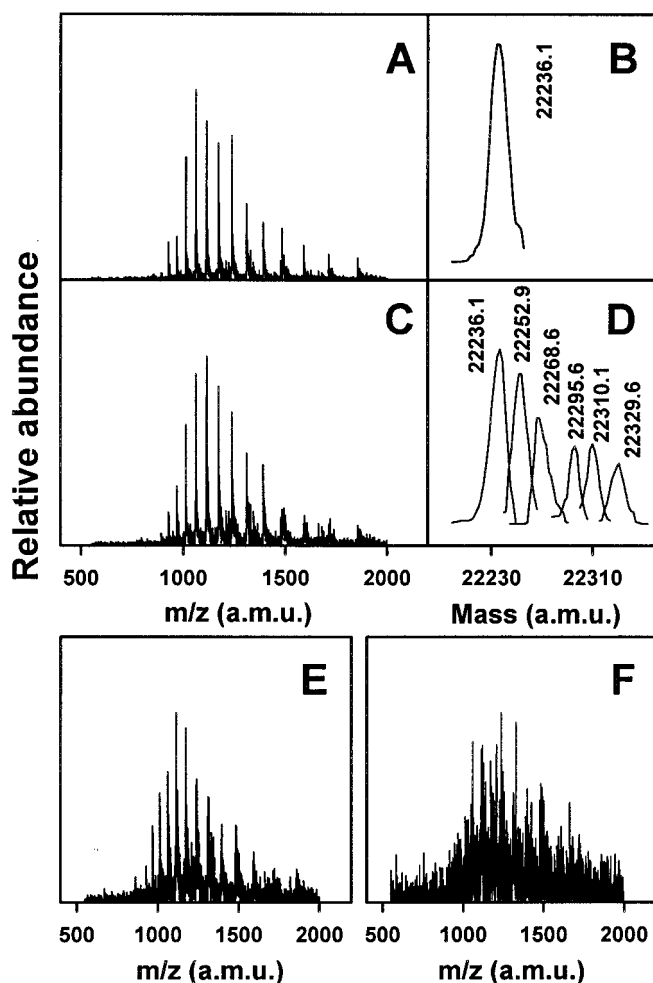 A
B
22236.1
Relative abundance
C
D
22236.1
22252.9
22268.6
22295.6
22310.1
22329.6
500 1000 1500 2000
22230 22310
m/z (a.m.u.) Mass (a.m.u.)
E
F
500 1000 1500 2000
500 1000 1500 2000
m/z (a.m.u.) m/z (a.m.u.)